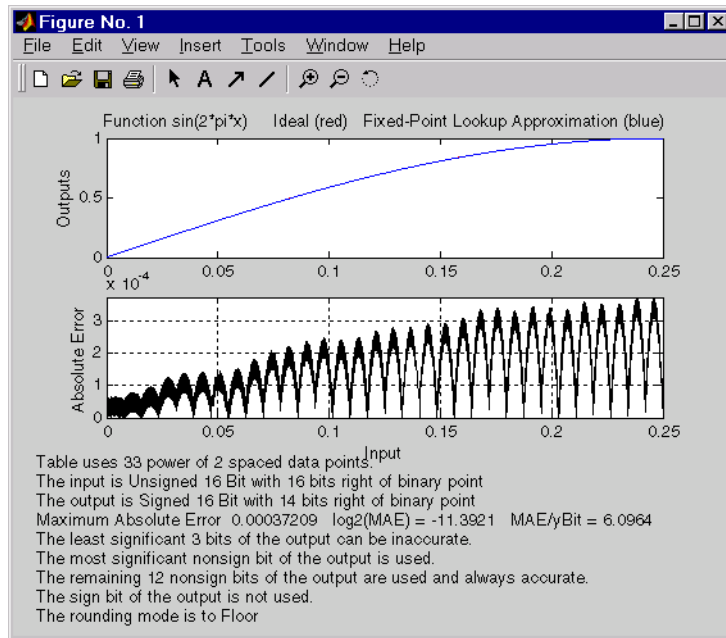 Figure No. 1
File Edit View Insert Tools Window Help
A
Function sin(2*pi*x) Ideal (red) Fixed-Point Lookup Approximation (blue)
1
0.5
0
Outputs
0 0.05 0.1 0.15 0.2 0.25
x 10⁻⁴
3
2
1
0
Absolute Error
0 0.05 0.1 0.15 0.2 0.25
Input
Table uses 33 power of 2 spaced data points.
The input is Unsigned 16 Bit with 16 bits right of binary point
The output is Signed 16 Bit with 14 bits right of binary point
Maximum Absolute Error 0.00037209 log2(MAE) = -11.3921 MAE/yBit = 6.0964
The least significant 3 bits of the output can be inaccurate.
The most significant nonsign bit of the output is used.
The remaining 12 nonsign bits of the output are used and always accurate.
The sign bit of the output is not used.
The rounding mode is to Floor